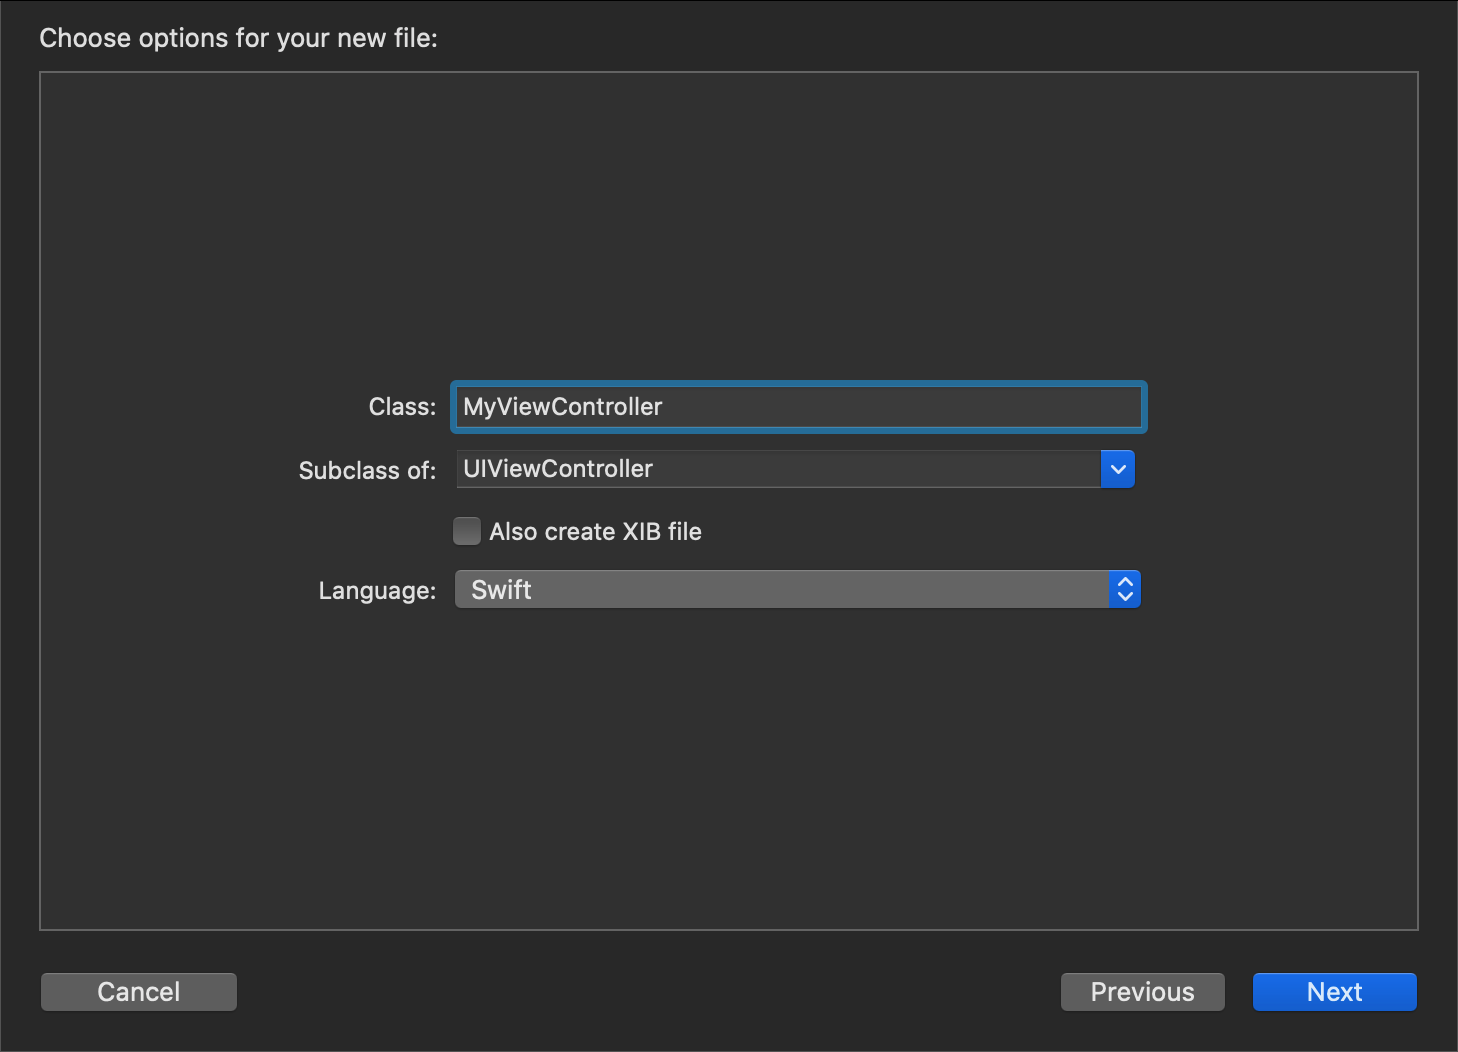 Choose options for your new file:
Class: MyViewController
Subclass of: UIViewController
Also create XIB file
Language: Swift
Cancel Previous Next